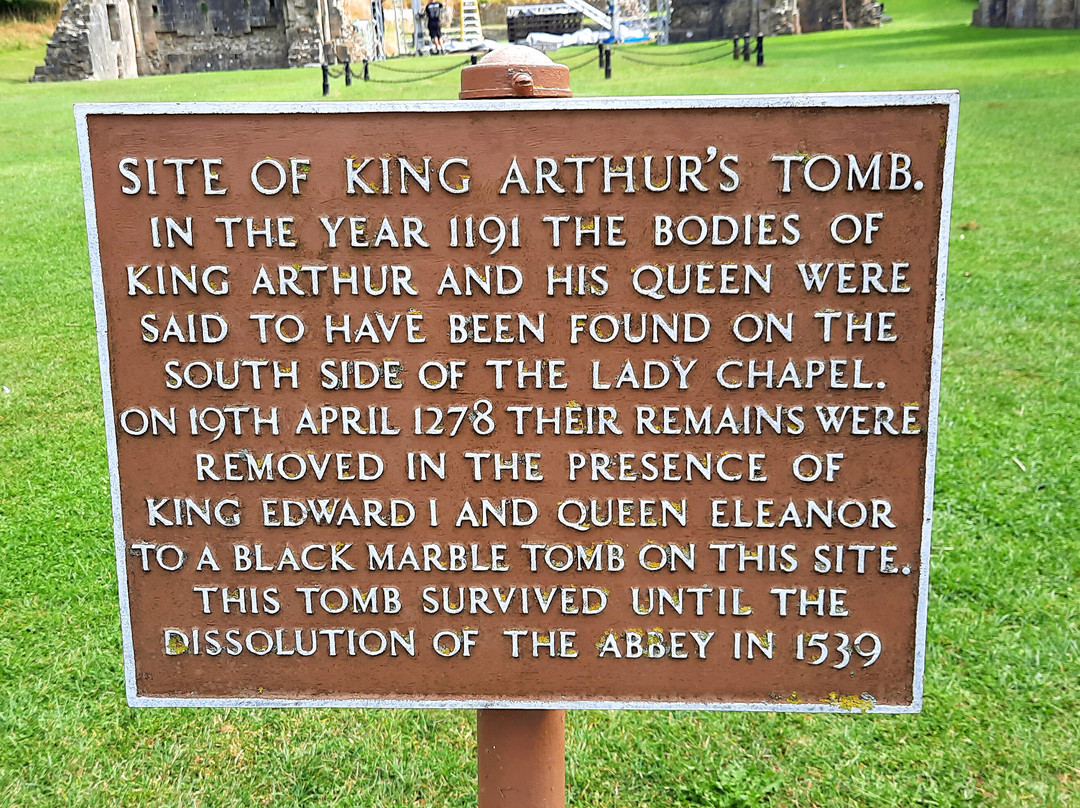 SITE OF KING ARTHUR'S TOMB.
IN THE YEAR 1191 THE BODIES OF
KING ARTHUR AND HIS QUEEN WERE
SAID TO HAVE BEEN FOUND ON THE
SOUTH SIDE OF THE LADY CHAPEL.
ON 19TH APRIL 1278 THEIR REMAINS WERE
REMOVED IN THE PRESENCE OF
KING EDWARD I AND QUEEN ELEANOR
TO A BLACK MARBLE TOMB ON THIS SITE.
THIS TOMB SURVIVED UNTIL THE
DISSOLUTION OF THE ABBEY IN 1539